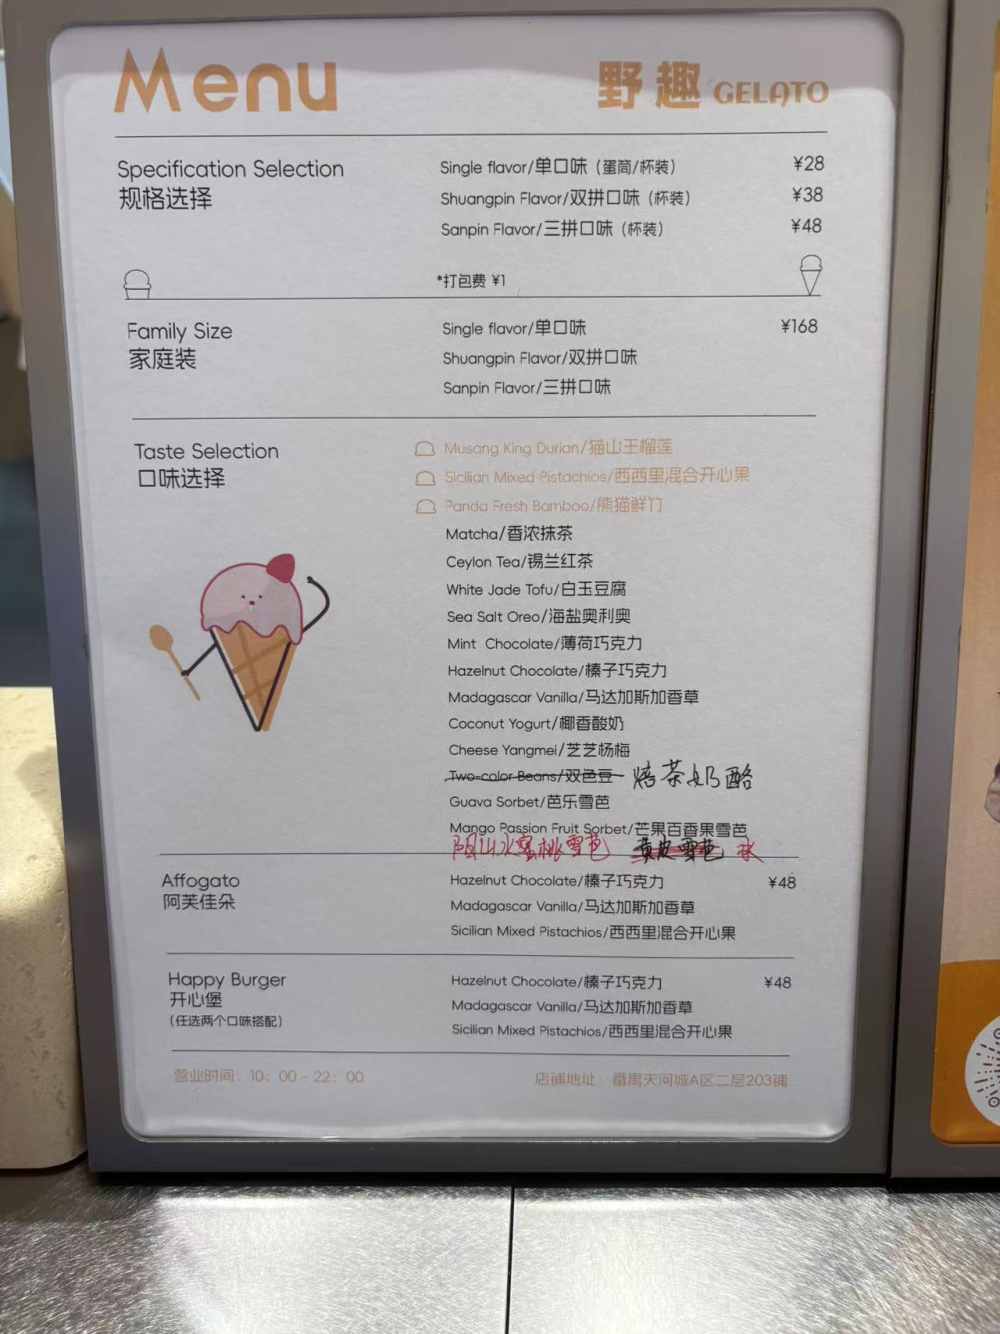 Menu
野趣 GELATO
Specification Selection
规格选择
Single flavor/单口味（蛋筒/杯装） ¥28
Shuangpin Flavor/双拼口味（杯装） ¥38
Sanpin Flavor/三拼口味（杯装） ¥48
*打包费 ¥1
Family Size
家庭装
Single flavor/单口味 ¥168
Shuangpin Flavor/双拼口味
Sanpin Flavor/三拼口味
Taste Selection
口味选择
Musang King Durian/猫山王榴莲
Sicilian Mixed Pistachios/西西里混合开心果
Panda Fresh Bamboo/熊猫鲜竹
Matcha/香浓抹茶
Ceylon Tea/锡兰红茶
White Jade Tofu/白玉豆腐
Sea Salt Oreo/海盐奥利奥
Mint Chocolate/薄荷巧克力
Hazelnut Chocolate/榛子巧克力
Madagascar Vanilla/马达加斯加香草
Coconut Yogurt/椰香酸奶
Cheese Yangmei/芝芝杨梅
Two-color Beans/双色豆 焙茶奶酪
Guava Sorbet/芭乐雪芭
Mango Passion Fruit Sorbet/芒果百香果雪芭
阳山水蜜桃雪芭 黄皮雪芭
Affogato
阿芙佳朵
Hazelnut Chocolate/榛子巧克力 ¥48
Madagascar Vanilla/马达加斯加香草
Sicilian Mixed Pistachios/西西里混合开心果
Happy Burger
开心堡
（任选两个口味搭配）
Hazelnut Chocolate/榛子巧克力 ¥48
Madagascar Vanilla/马达加斯加香草
Sicilian Mixed Pistachios/西西里混合开心果
营业时间：10：00 - 22：00
店铺地址：番禺天河城A区二层203铺